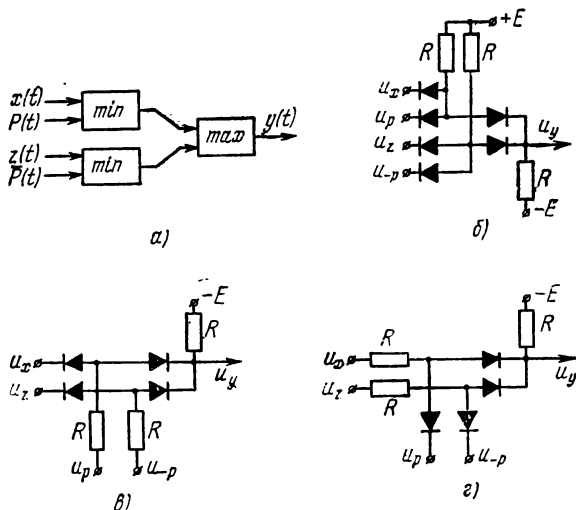 x(t)
P(t)
min
z(t)
P̅(t)
min
max
y(t)
а)
+E
R
R
u_x
u_p
u_z
u_-p
u_y
R
-E
б)
-E
R
u_x
u_z
u_y
R
R
u_p
u_-p
в)
-E
R
R
u_x
u_z
R
u_y
u_p
u_-p
г)